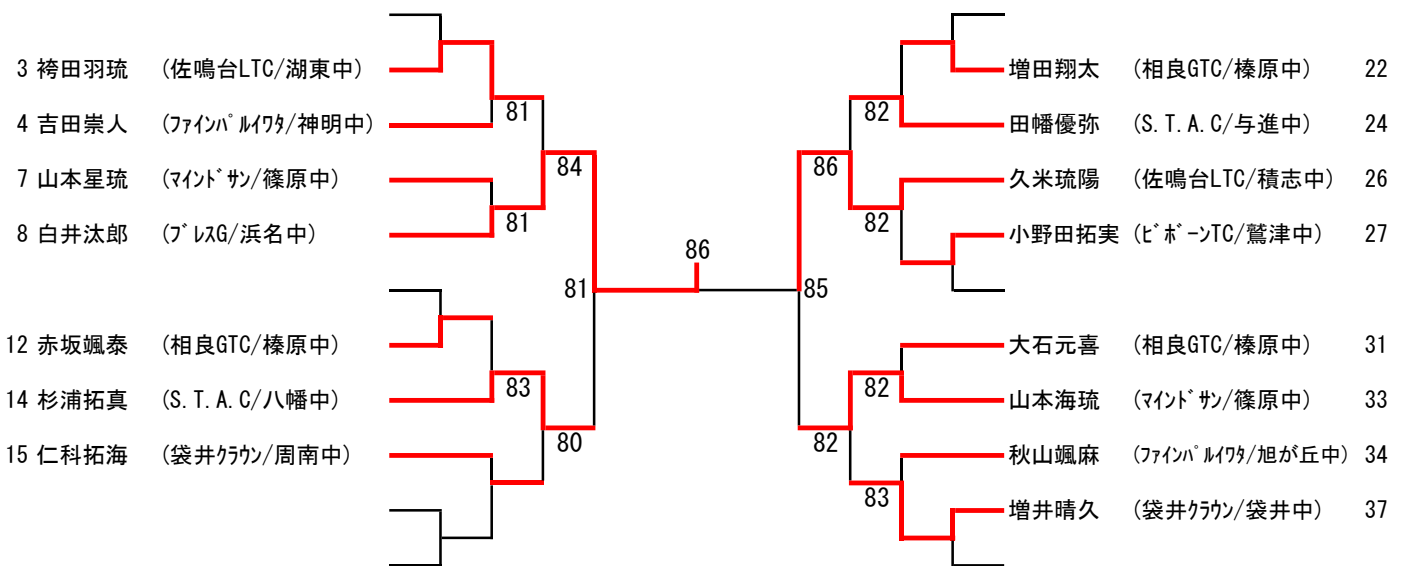 3 袴田羽琉 (佐鳴台LTC/湖東中)
4 吉田崇人 (ﾌｧｲﾝﾊﾟﾙｲﾜﾀ/神明中)
7 山本星琉 (ﾏｲﾝﾄﾞｻﾝ/篠原中)
8 白井汰郎 (ﾌﾞﾚｽG/浜名中)
12 赤坂颯泰 (相良GTC/榛原中)
14 杉浦拓真 (S.T.A.C/八幡中)
15 仁科拓海 (袋井ｸﾗｳﾝ/周南中)
81
84
81
81
83
80
86
82
86
82
85
82
82
83
増田翔太 (相良GTC/榛原中) 22
田幡優弥 (S.T.A.C/与進中) 24
久米琉陽 (佐鳴台LTC/積志中) 26
小野田拓実 (ﾋﾞﾎﾞｰﾝTC/鷲津中) 27
大石元喜 (相良GTC/榛原中) 31
山本海琉 (ﾏｲﾝﾄﾞｻﾝ/篠原中) 33
秋山颯麻 (ﾌｧｲﾝﾊﾟﾙｲﾜﾀ/旭が丘中) 34
増井晴久 (袋井ｸﾗｳﾝ/袋井中) 37